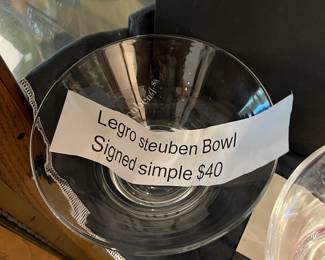 Legro steuben Bowl
Signed simple $40